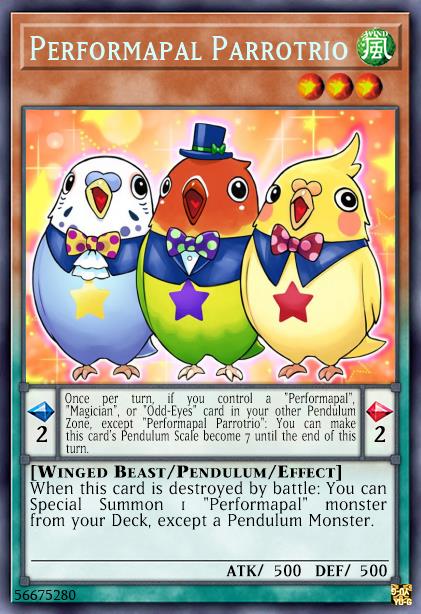 PERFORMAPAL PARROTRIO
WIND
風
Once per turn, if you control a "Performapal",
"Magician", or "Odd-Eyes" card in your other Pendulum
Zone, except "Performapal Parrotrio": You can make
this card's Pendulum Scale become 7 until the end of this
turn.
2
2
[WINGED BEAST/PENDULUM/EFFECT]
When this card is destroyed by battle: You can
Special Summon 1 "Performapal" monster
from your Deck, except a Pendulum Monster.
ATK/ 500 DEF/ 500
56675280